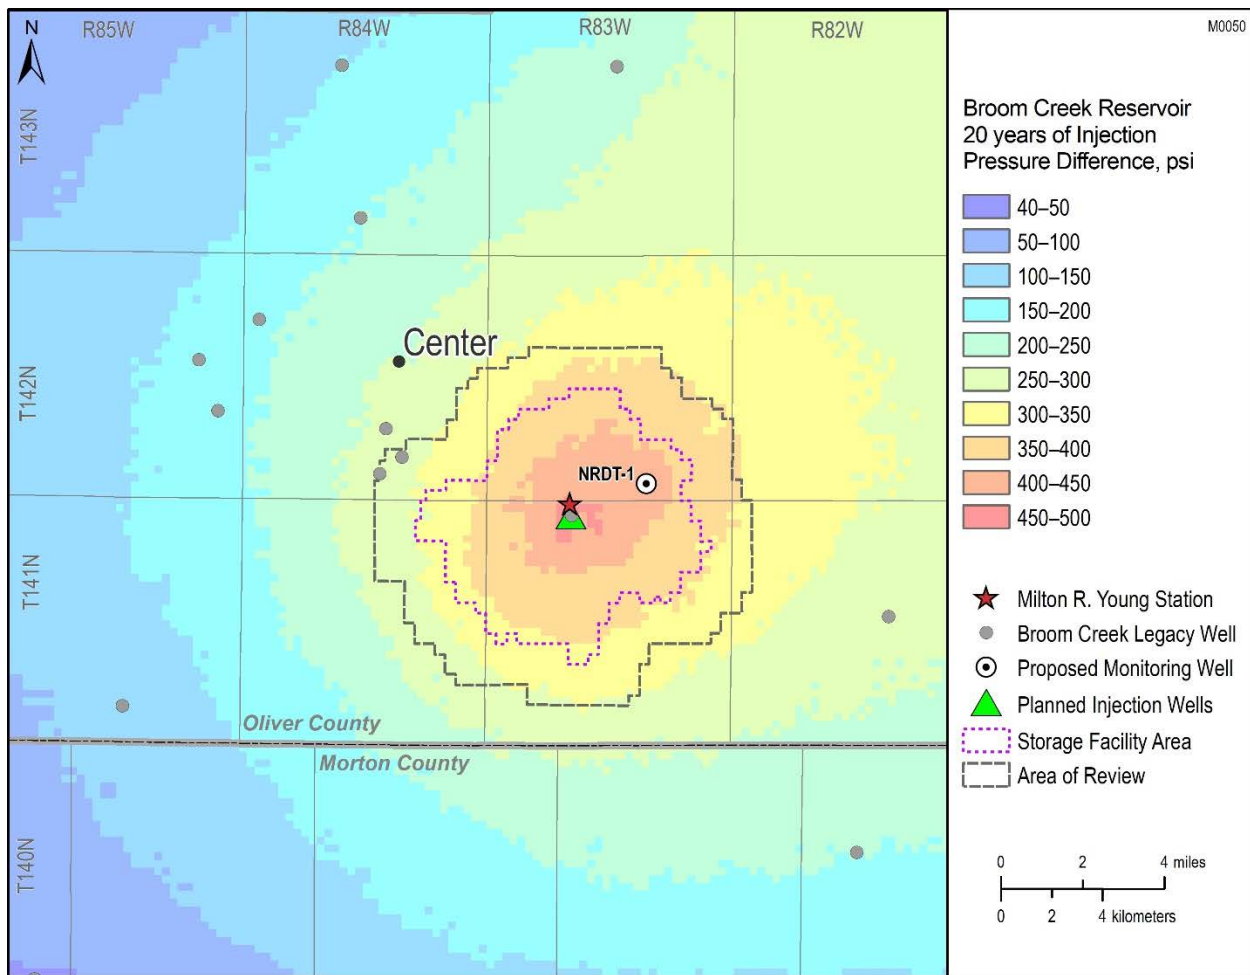 N
R85W
R84W
R83W
R82W
M0050
T143N
T142N
T141N
T140N
Center
NRDT-1
Oliver County
Morton County
Broom Creek Reservoir
20 years of Injection
Pressure Difference, psi
40–50
50–100
100–150
150–200
200–250
250–300
300–350
350–400
400–450
450–500
Milton R. Young Station
Broom Creek Legacy Well
Proposed Monitoring Well
Planned Injection Wells
Storage Facility Area
Area of Review
0 2 4 miles
0 2 4 kilometers